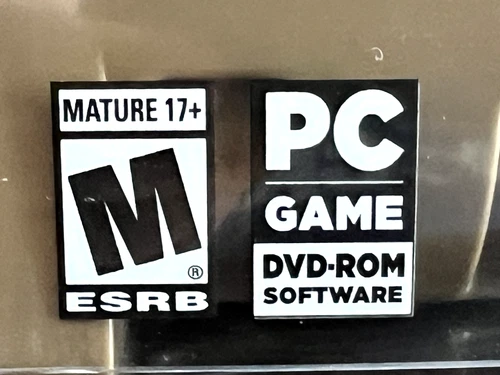 MATURE 17+
M
®
ESRB
PC
GAME
DVD-ROM
SOFTWARE